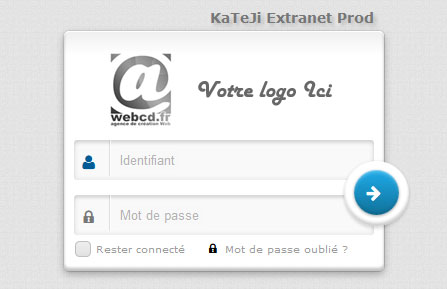 KaTeJi Extranet Prod
@
webcd.fr
agence de création Web
Votre logo Ici
Identifiant
Mot de passe
Rester connecté
Mot de passe oublié ?